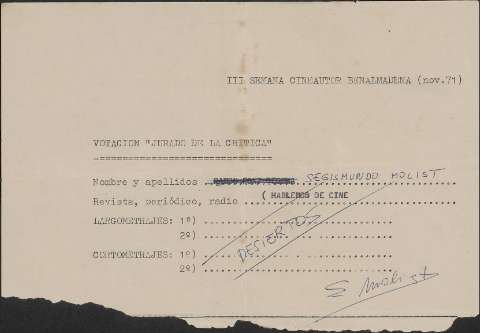 III SEMANA CINEAUTOR BENALMADENA (nov.71)
VOTACION "JURADO DE LA CRITICA"
Nombre y apellidos SEGISMUNDO MOLIST
Revista, periódico, radio ( HABLEMOS DE CINE
LARGOMETRAJES: 1º)
2º)
DESIERTOS
CORTOMETRAJES: 1º)
2º)
S. Molist